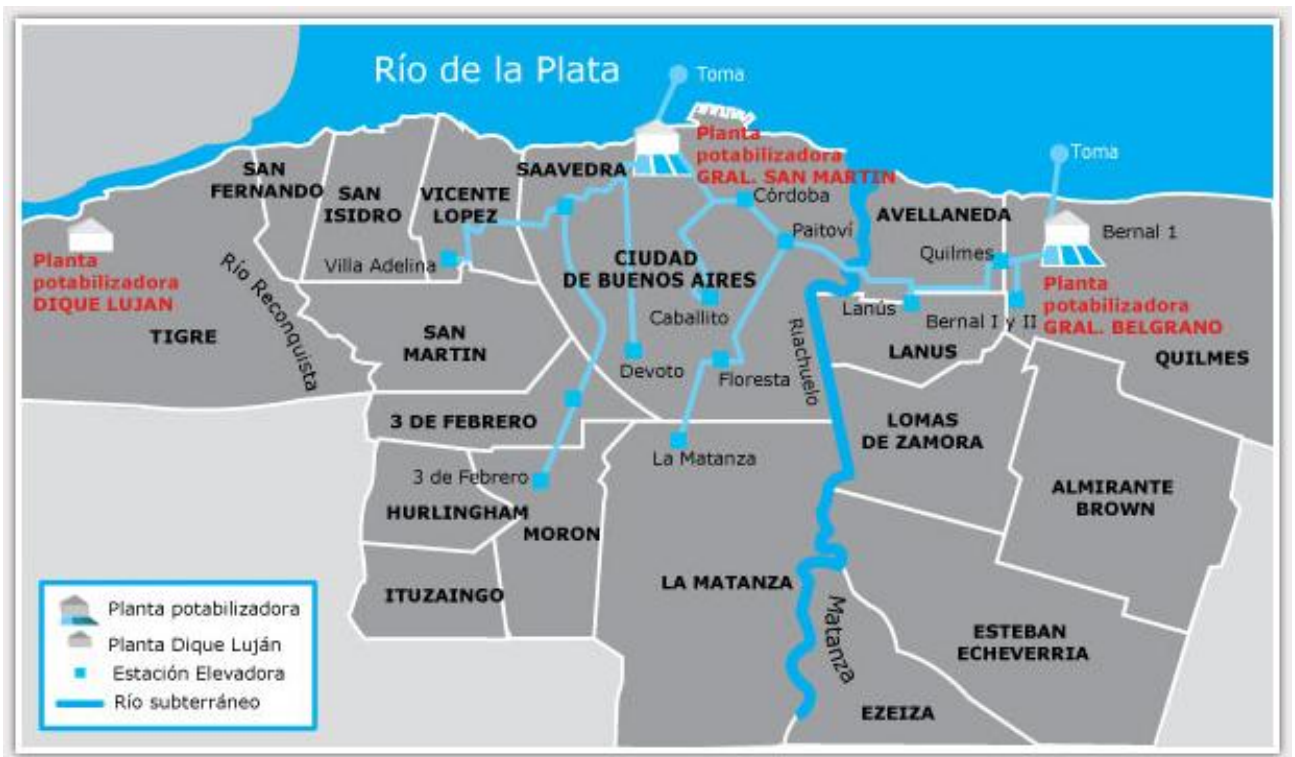 Río de la Plata
Toma
Planta
potabilizadora
GRAL. SAN MARTIN
Toma
SAN
FERNANDO
SAN
ISIDRO
VICENTE
LOPEZ
SAAVEDRA
Córdoba
AVELLANEDA
Paitoví
Quilmes
Bernal 1
Planta
potabilizadora
DIQUE LUJAN
Villa Adelina
CIUDAD
DE BUENOS AIRES
Planta
potabilizadora
GRAL. BELGRANO
Río Reconquista
TIGRE
SAN
MARTIN
Caballito
Lanús
Bernal I y II
LANUS
QUILMES
Devoto
Floresta
Riachuelo
3 DE FEBRERO
LOMAS
DE ZAMORA
La Matanza
3 de Febrero
HURLINGHAM
MORON
ALMIRANTE
BROWN
ITUZAINGO
LA MATANZA
Matanza
ESTEBAN
ECHEVERRIA
EZEIZA
Planta potabilizadora
Planta Dique Luján
Estación Elevadora
Río subterráneo